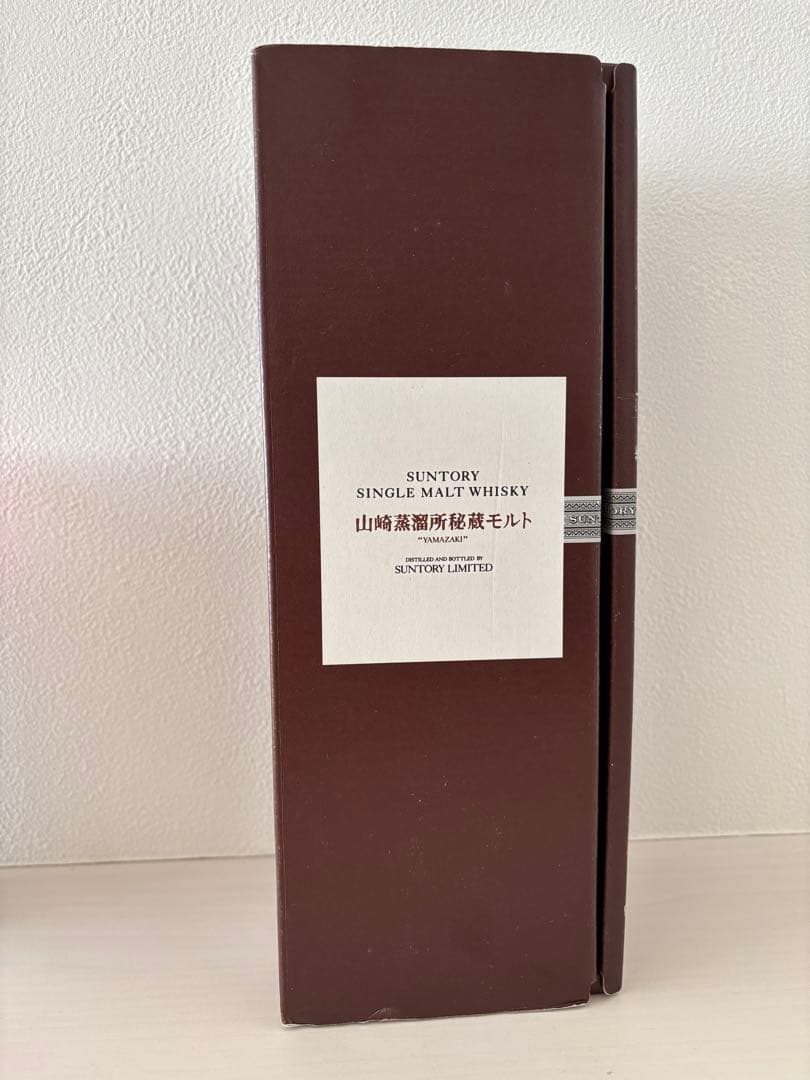 SUNTORY
SINGLE MALT WHISKY
山崎蒸溜所秘蔵モルト
"YAMAZAKI"
DISTILLED AND BOTTLED BY
SUNTORY LIMITED
SUNTORY